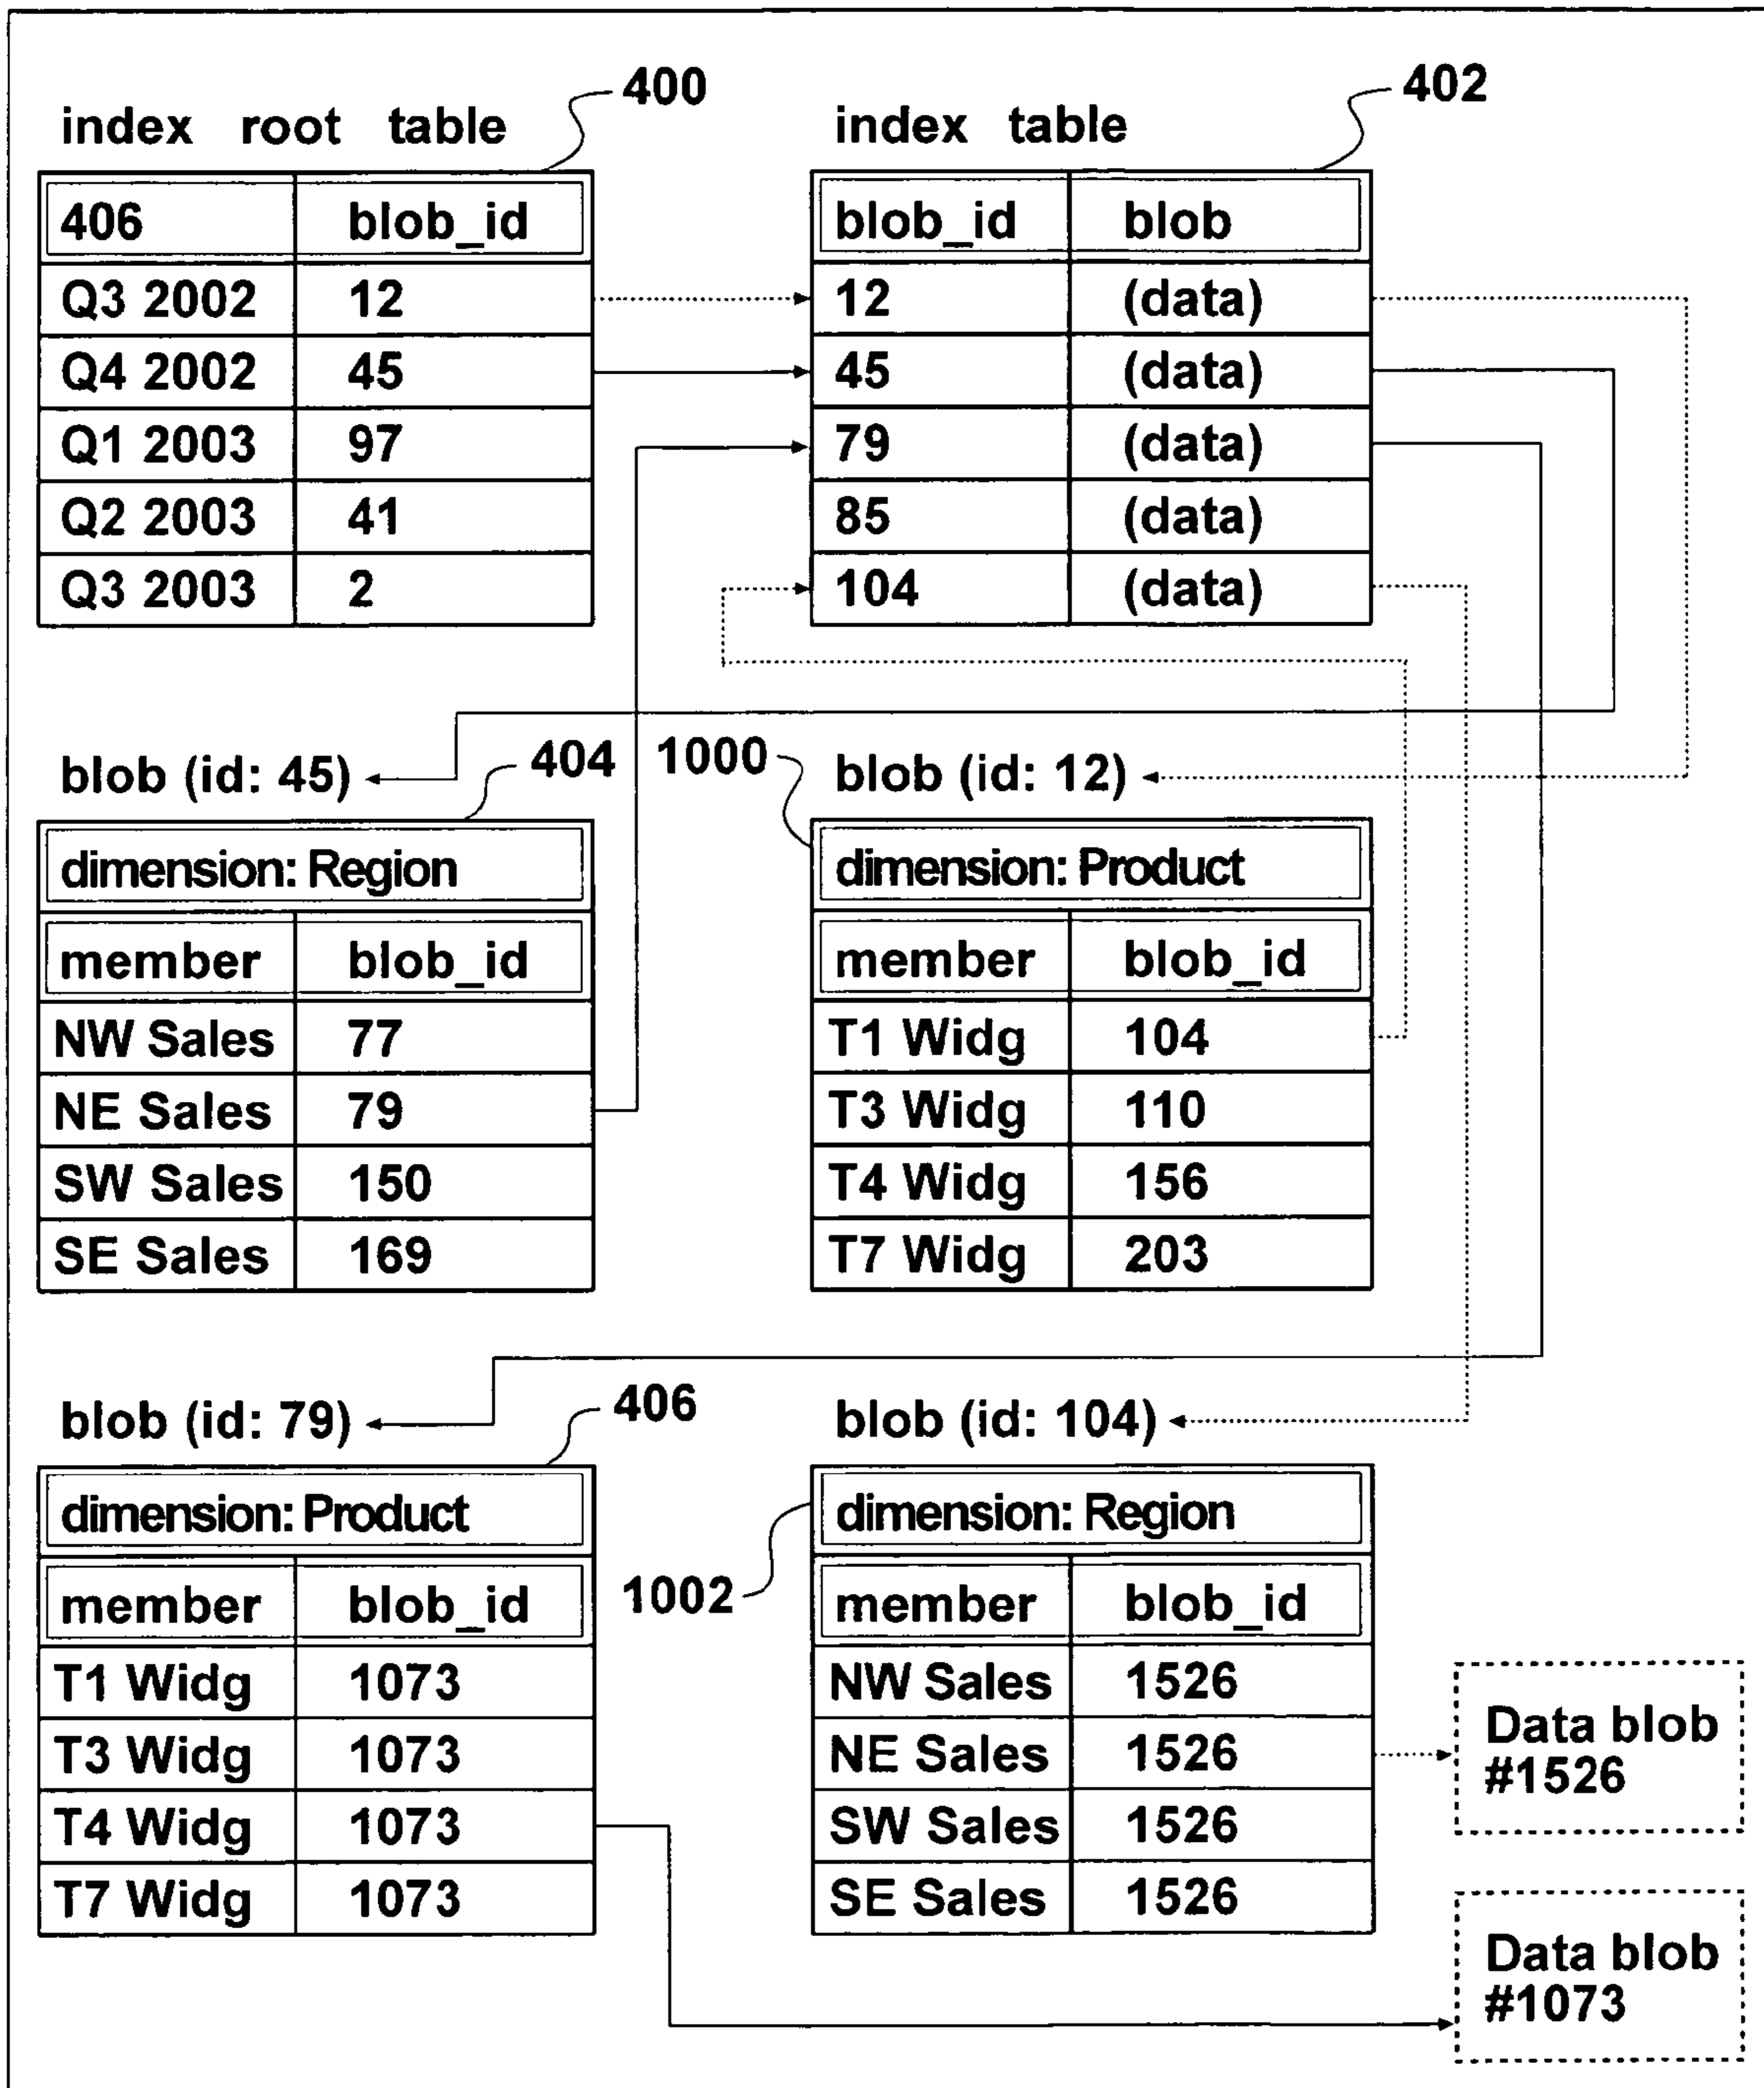 400
402
index root table
index table
406 blob_id
Q3 2002 12
Q4 2002 45
Q1 2003 97
Q2 2003 41
Q3 2003 2
blob_id blob
12 (data)
45 (data)
79 (data)
85 (data)
104 (data)
blob (id: 45)
404
dimension: Region
member blob_id
NW Sales 77
NE Sales 79
SW Sales 150
SE Sales 169
1000
blob (id: 12)
dimension: Product
member blob_id
T1 Widg 104
T3 Widg 110
T4 Widg 156
T7 Widg 203
blob (id: 79)
406
dimension: Product
member blob_id
T1 Widg 1073
T3 Widg 1073
T4 Widg 1073
T7 Widg 1073
blob (id: 104)
1002
dimension: Region
member blob_id
NW Sales 1526
NE Sales 1526
SW Sales 1526
SE Sales 1526
Data blob
#1526
Data blob
#1073